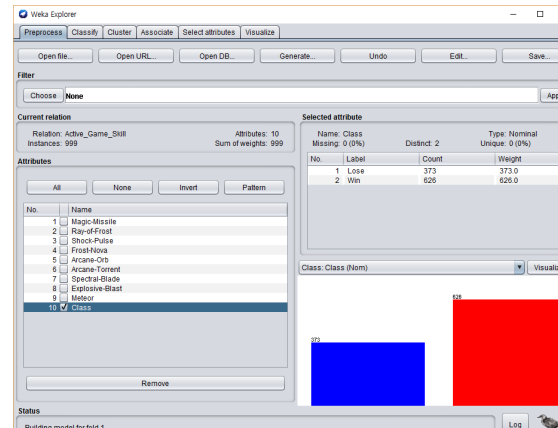 Weka Explorer
Preprocess Classify Cluster Associate Select attributes Visualize
Open file... Open URL... Open DB... Generate... Undo Edit... Save...
Filter
Choose None App
Current relation
Relation: Active_Game_Skill Attributes: 10
Instances: 999 Sum of weights: 999
Attributes
All None Invert Pattern
No. Name
1 Magic-Missile
2 Ray-of-Frost
3 Shock-Pulse
4 Frost-Nova
5 Arcane-Orb
6 Arcane-Torrent
7 Spectral-Blade
8 Explosive-Blast
9 Meteor
10 Class
Remove
Selected attribute
Name: Class Type: Nominal
Missing: 0 (0%) Distinct: 2 Unique: 0 (0%)
No. Label Count Weight
1 Lose 373 373.0
2 Win 626 626.0
Class: Class (Nom) Visualiz
626
373
Status
Building model for fold 1
Log